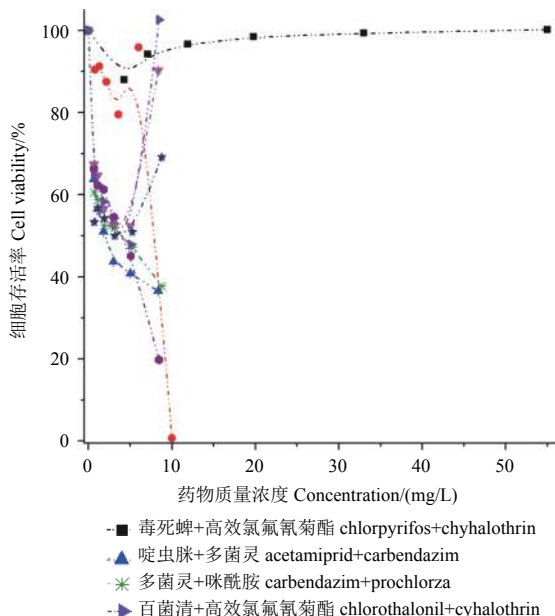 100
80
60
40
20
0
细胞存活率 Cell viability/%
0 10 20 30 40 50
药物质量浓度 Concentration/(mg/L)
毒死蜱+高效氯氟氰菊酯 chlorpyrifos+chyhalothrin
啶虫脒+多菌灵 acetamiprid+carbendazim
多菌灵+咪酰胺 carbendazim+prochlorza
百菌清+高效氯氟氰菊酯 chlorothalonil+cyhalothrin